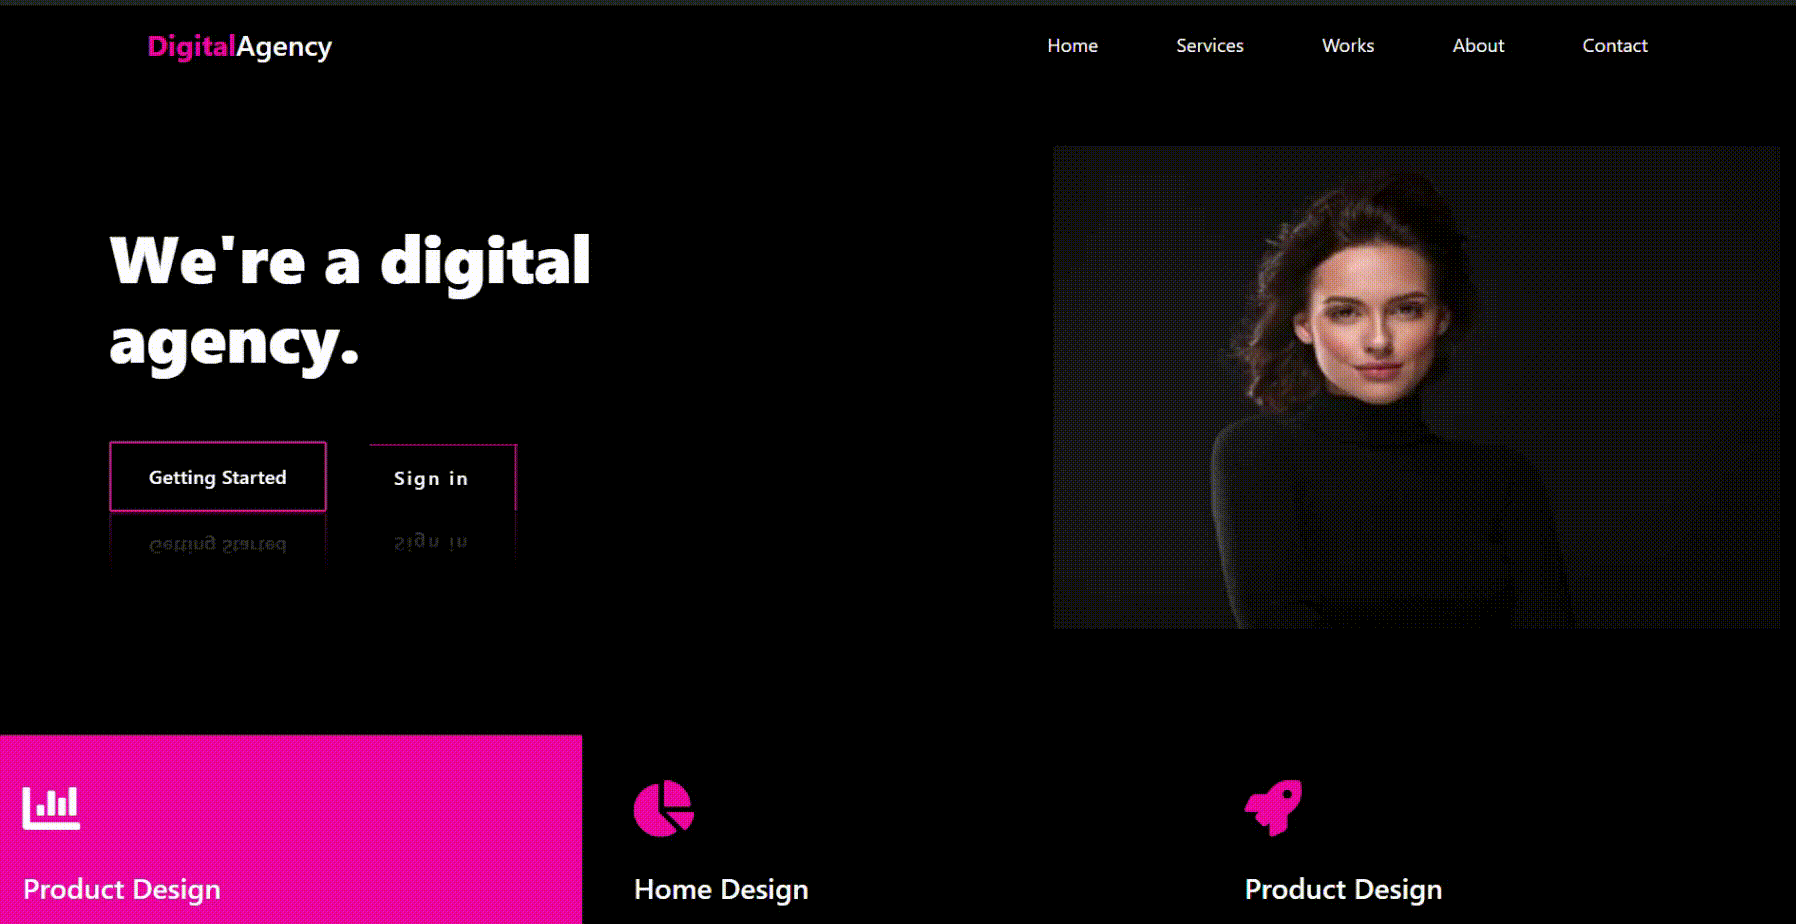 DigitalAgency
Home Services Works About Contact
We're a digital
agency.
Getting Started
Sign in
Getting Started
Sign in
Product Design
Home Design
Product Design